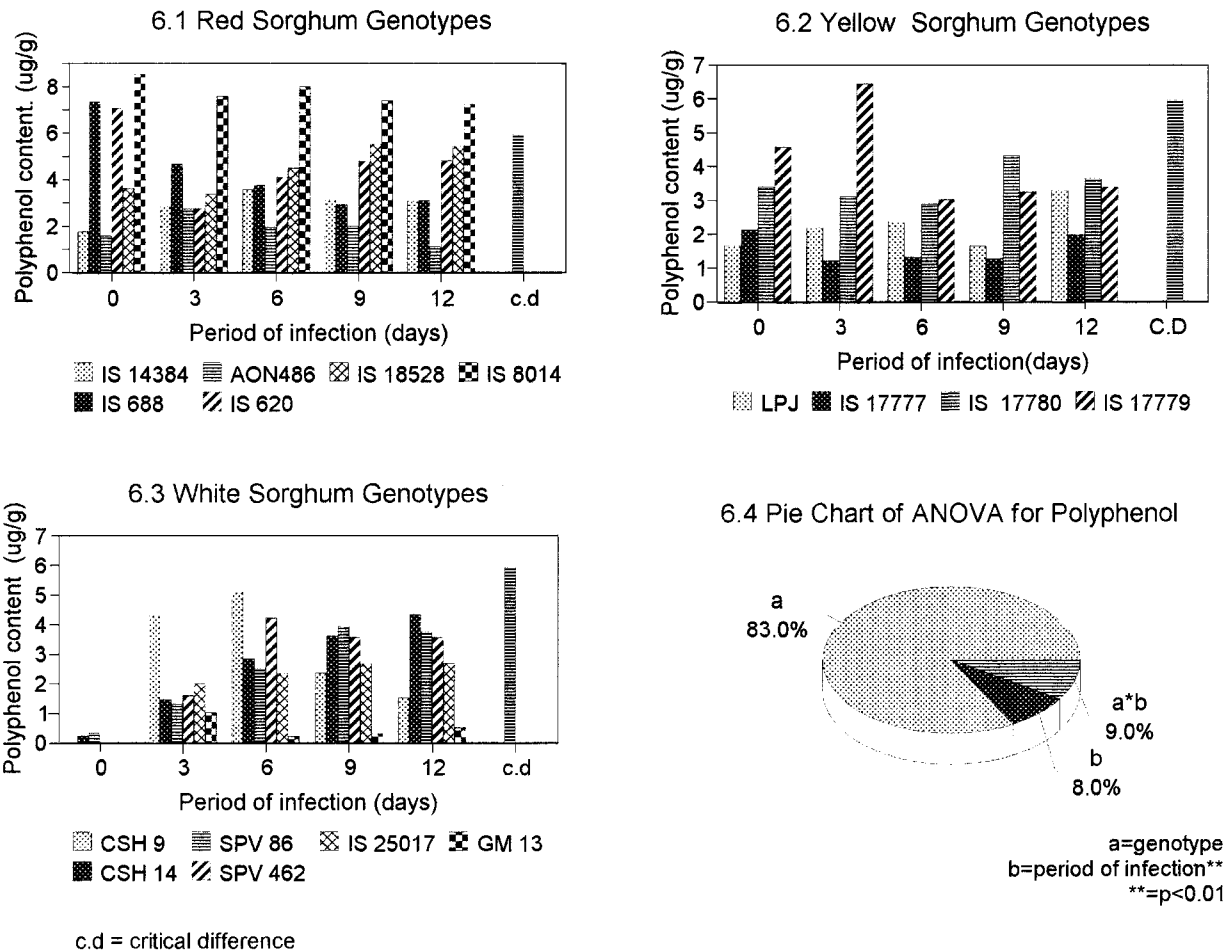 6.1 Red Sorghum Genotypes
Polyphenol content. (ug/g)
8
6
4
2
0
0 3 6 9 12 c.d
Period of infection (days)
IS 14384 AON486 IS 18528 IS 8014
IS 688 IS 620
6.2 Yellow Sorghum Genotypes
Polyphenol content (ug/g)
7
6
5
4
3
2
1
0
0 3 6 9 12 C.D
Period of infection(days)
LPJ IS 17777 IS 17780 IS 17779
6.3 White Sorghum Genotypes
Polyphenol content (ug/g)
7
6
5
4
3
2
1
0
0 3 6 9 12 c.d
Period of infection (days)
CSH 9 SPV 86 IS 25017 GM 13
CSH 14 SPV 462
c.d = critical difference
6.4 Pie Chart of ANOVA for Polyphenol
a
83.0%
a*b
9.0%
b
8.0%
a=genotype
b=period of infection**
**=p<0.01